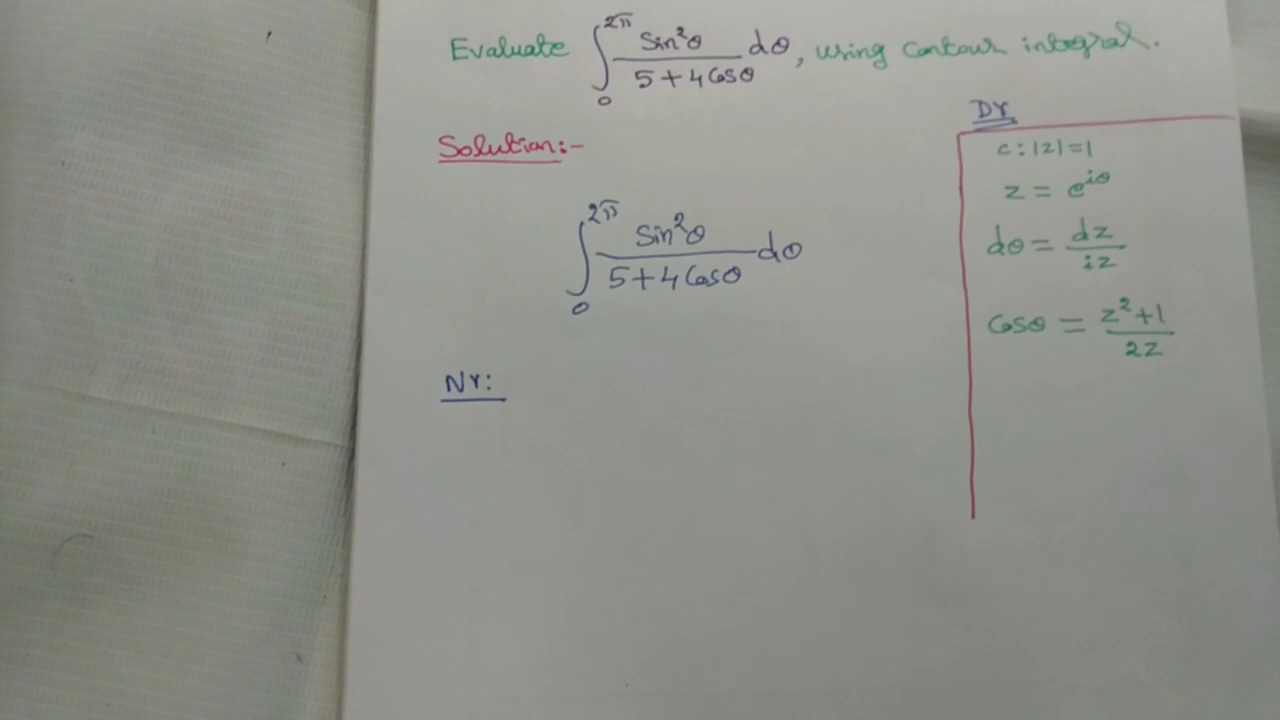 Evaluate ∫₀^2π Sin²θ / 5+4Cosθ dθ, using Contour integral.
Solution:-
∫₀^2π Sin²θ / 5+4Cosθ dθ
Nr:
Dr
c:|z|=1
z = e^iθ
dθ = dz / iz
Cosθ = z²+1 / 2z